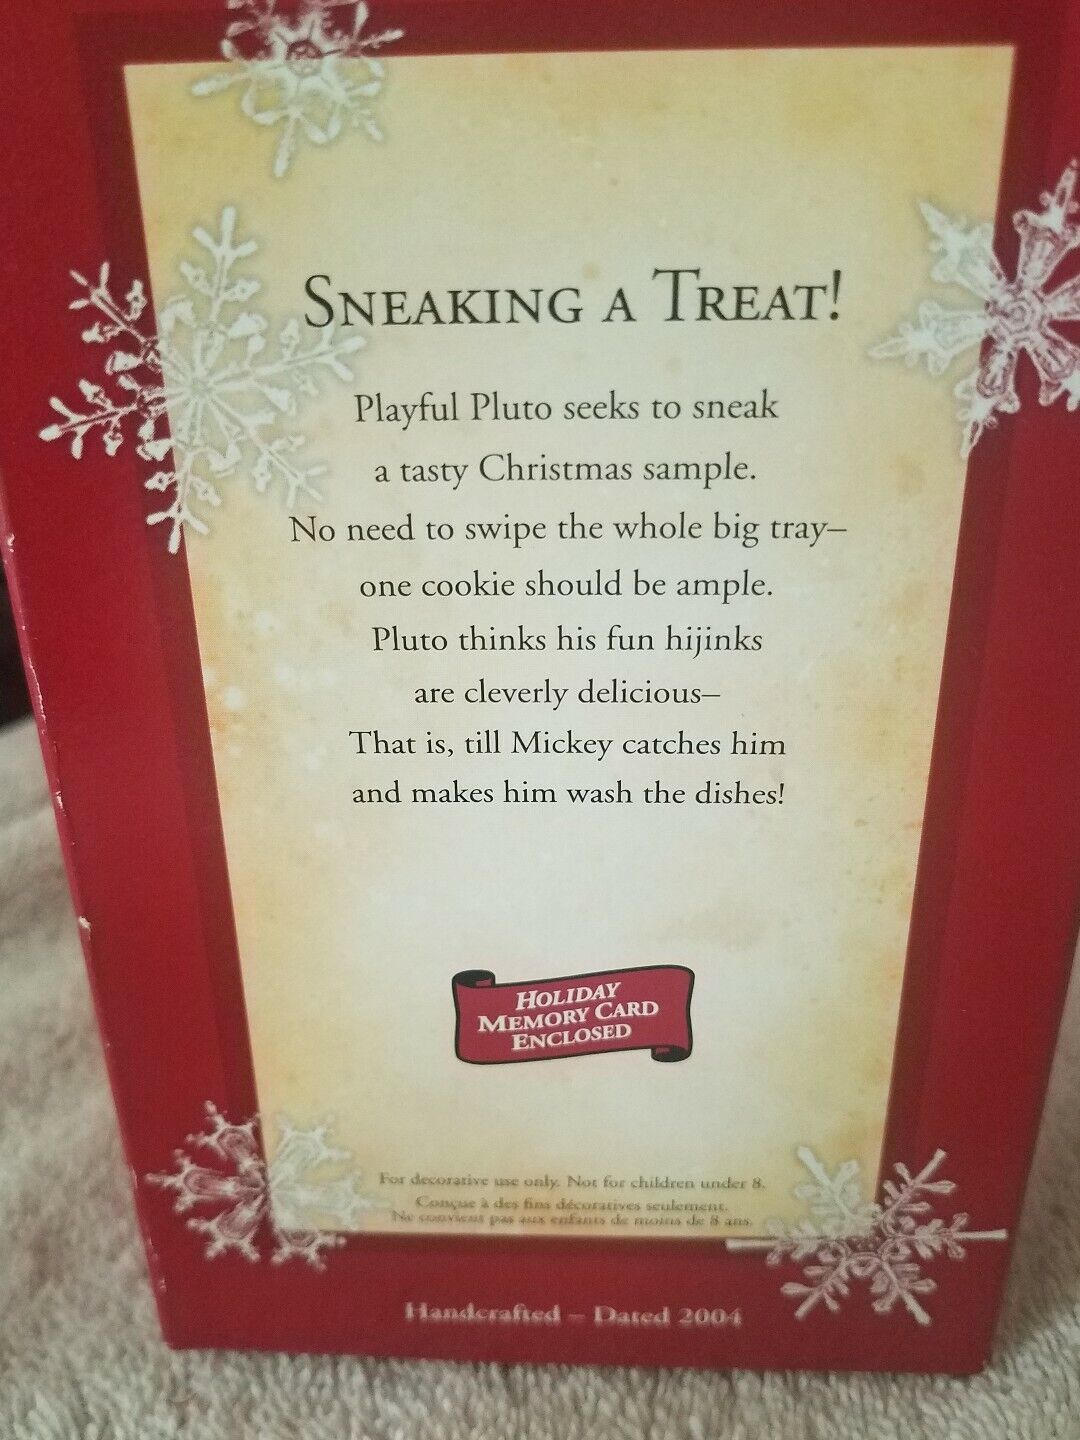 SNEAKING A TREAT!
Playful Pluto seeks to sneak
a tasty Christmas sample.
No need to swipe the whole big tray–
one cookie should be ample.
Pluto thinks his fun hijinks
are cleverly delicious–
That is, till Mickey catches him
and makes him wash the dishes!
HOLIDAY
MEMORY CARD
ENCLOSED
For decorative use only. Not for children under 8.
Conçue à des fins décoratives seulement.
Ne convient pas aux enfants de moins de 8 ans.
Handcrafted – Dated 2004